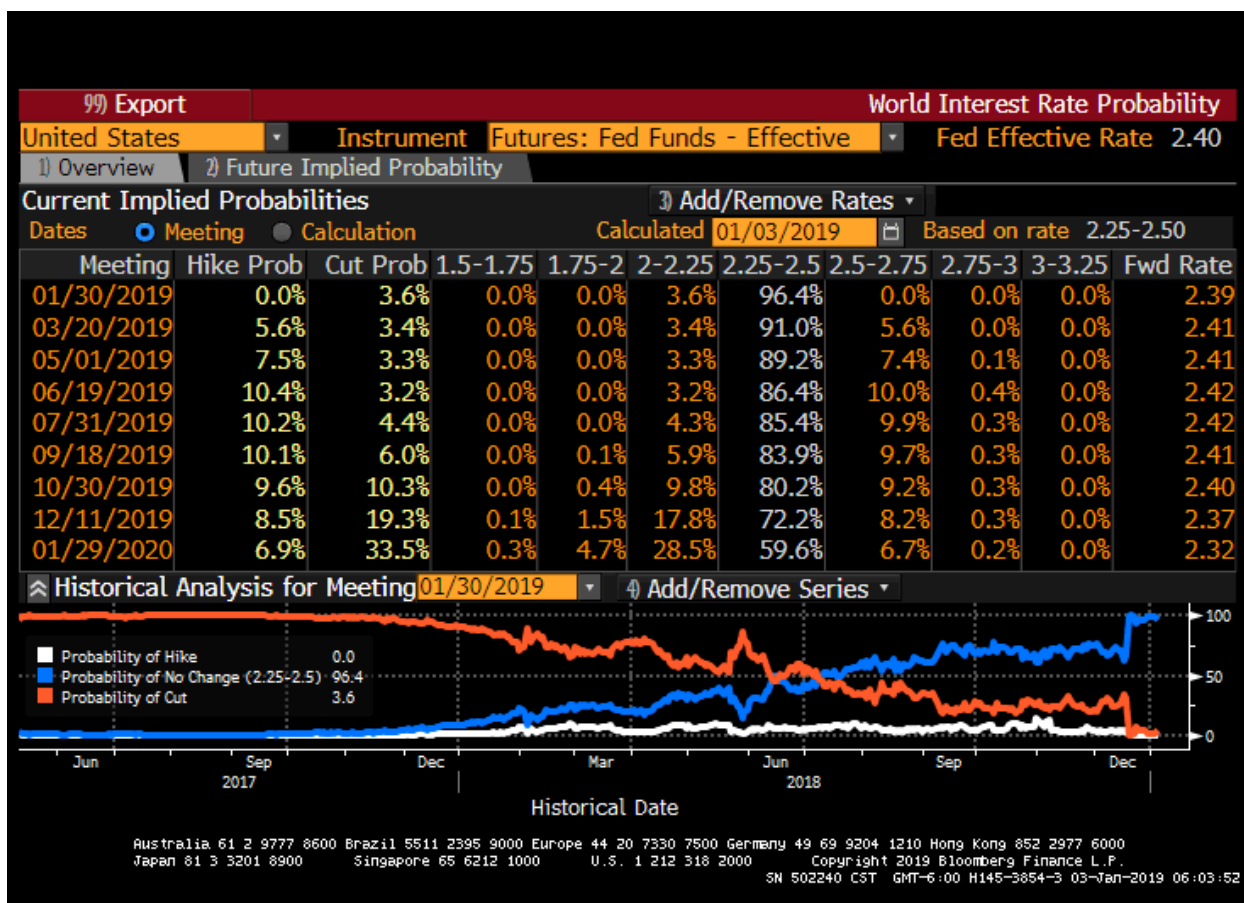 99) Export World Interest Rate Probability
United States Instrument Futures: Fed Funds - Effective Fed Effective Rate 2.40
1) Overview 2) Future Implied Probability
Current Implied Probabilities 3) Add/Remove Rates
Dates Meeting Calculation Calculated 01/03/2019 Based on rate 2.25-2.50
Meeting Hike Prob Cut Prob 1.5-1.75 1.75-2 2-2.25 2.25-2.5 2.5-2.75 2.75-3 3-3.25 Fwd Rate
01/30/2019 0.0% 3.6% 0.0% 0.0% 3.6% 96.4% 0.0% 0.0% 0.0% 2.39
03/20/2019 5.6% 3.4% 0.0% 0.0% 3.4% 91.0% 5.6% 0.0% 0.0% 2.41
05/01/2019 7.5% 3.3% 0.0% 0.0% 3.3% 89.2% 7.4% 0.1% 0.0% 2.41
06/19/2019 10.4% 3.2% 0.0% 0.0% 3.2% 86.4% 10.0% 0.4% 0.0% 2.42
07/31/2019 10.2% 4.4% 0.0% 0.0% 4.3% 85.4% 9.9% 0.3% 0.0% 2.42
09/18/2019 10.1% 6.0% 0.0% 0.1% 5.9% 83.9% 9.7% 0.3% 0.0% 2.41
10/30/2019 9.6% 10.3% 0.0% 0.4% 9.8% 80.2% 9.2% 0.3% 0.0% 2.40
12/11/2019 8.5% 19.3% 0.1% 1.5% 17.8% 72.2% 8.2% 0.3% 0.0% 2.37
01/29/2020 6.9% 33.5% 0.3% 4.7% 28.5% 59.6% 6.7% 0.2% 0.0% 2.32
Historical Analysis for Meeting 01/30/2019 4) Add/Remove Series
100
Probability of Hike 0.0
Probability of No Change (2.25-2.5) 96.4
50
Probability of Cut 3.6
0
Jun Sep Dec Mar Jun Sep Dec
2017 2018
Historical Date
Australia 61 2 9777 8600 Brazil 5511 2395 9000 Europe 44 20 7330 7500 Germany 49 69 9204 1210 Hong Kong 852 2977 6000
Japan 81 3 3201 8900 Singapore 65 6212 1000 U.S. 1 212 318 2000 Copyright 2019 Bloomberg Finance L.P.
SN 502240 CST GMT-6:00 H145-3854-3 03-Jan-2019 06:03:52